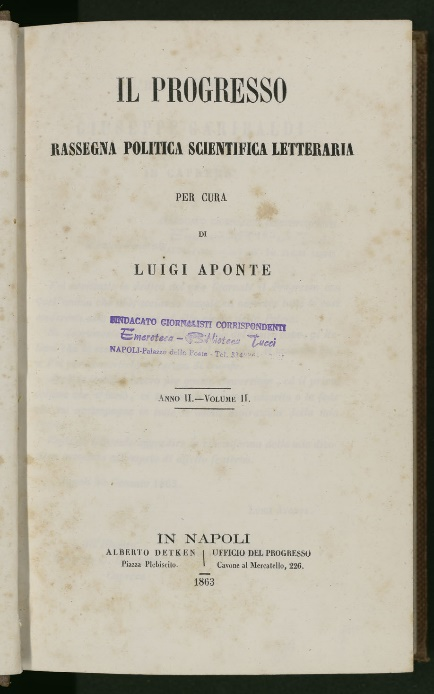 IL PROGRESSO
RASSEGNA POLITICA SCIENTIFICA LETTERARIA
PER CURA
DI
LUIGI APONTE
SINDACATO GIORNALISTI CORRISPONDENTI
Emeroteca - Biblioteca Tucci
NAPOLI-Palazzo delle Poste - Tel.
ANNO II.—VOLUME II.
IN NAPOLI
ALBERTO DETKEN
Piazza Plebiscito.
UFFICIO DEL PROGRESSO
Cavone al Mercatello, 226.
1863